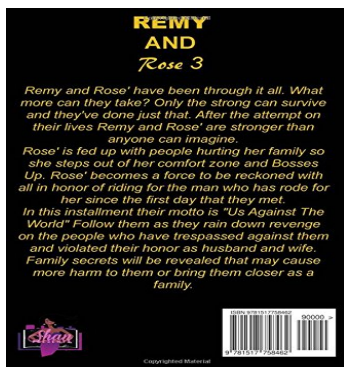 REMY
AND
Rose 3
Remy and Rose' have been through it all. What
more can they take? Only the strong can survive
and they've done just that. After the attempt on
their lives Remy and Rose' are stronger than
anyone can imagine.
Rose' is fed up with people hurting her family so
she steps out of her comfort zone and Bosses
Up. Rose' becomes a force to be reckoned with
all in honor of riding for the man who has rode for
her since the first day that they met.
In this installment their motto is "Us Against The
World" Follow them as they rain down revenge
on the people who have trespassed against them
and violated their honor as husband and wife.
Family secrets will be revealed that may cause
more harm to them or bring them closer as a
family.
ISBN 9781517758462
90000 >
9 781517 758462
Shan
Copyrighted Material